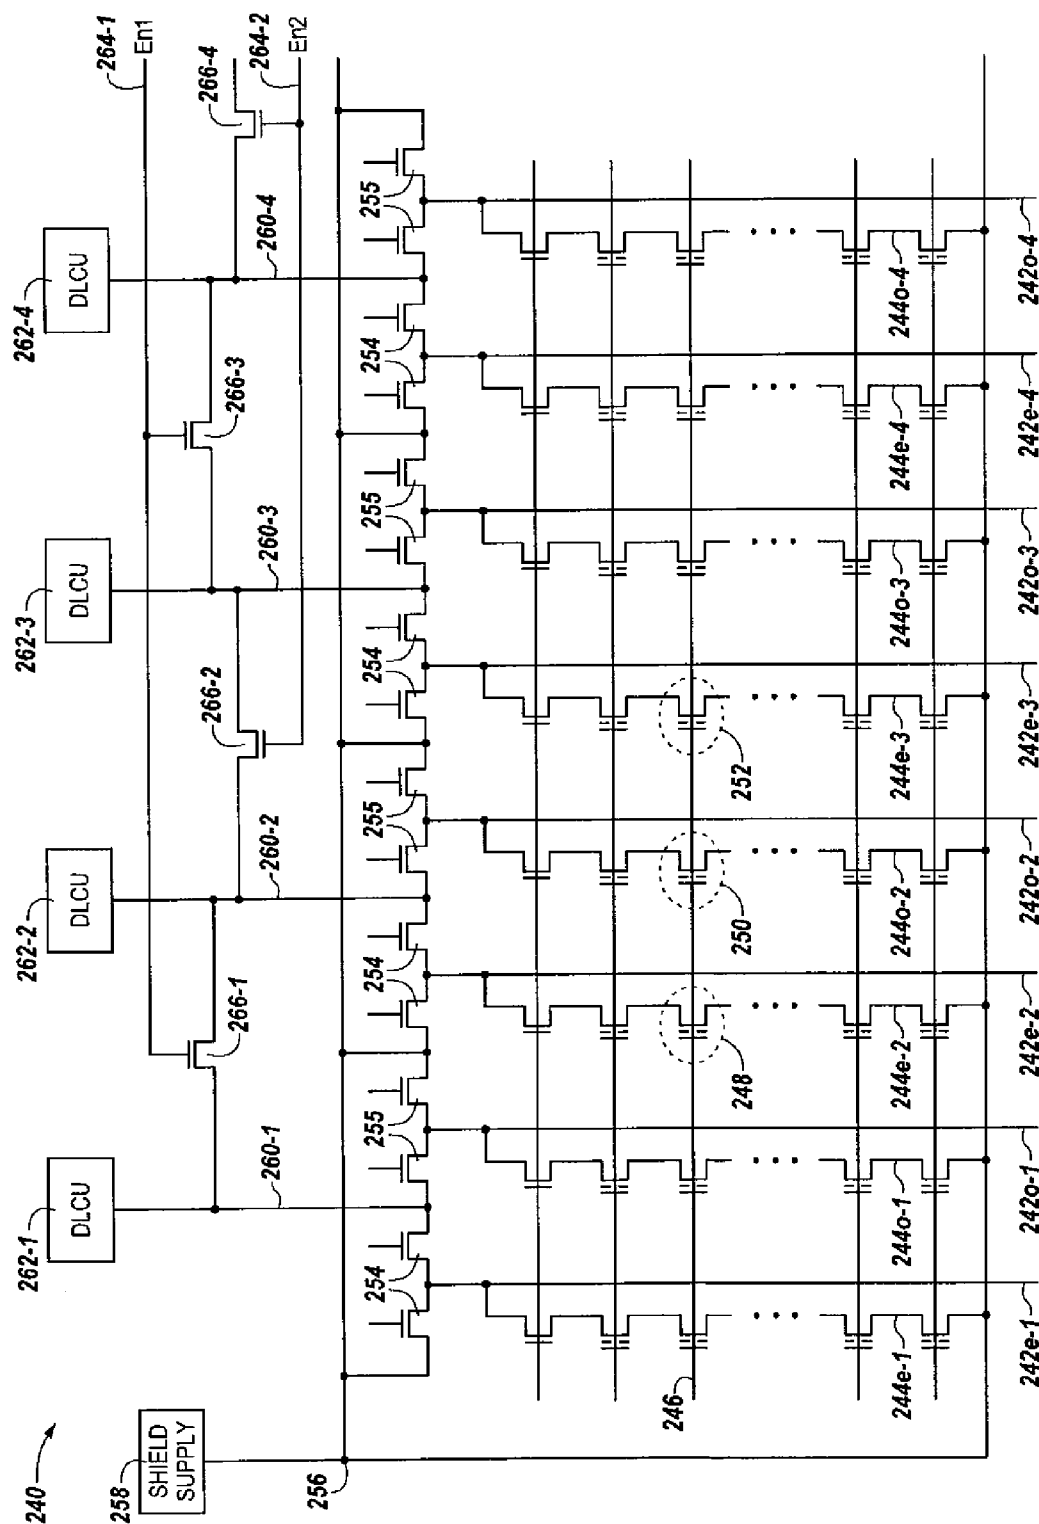 240
258
SHIELD
SUPPLY
256
262-1
DLCU
262-2
DLCU
262-3
DLCU
262-4
DLCU
264-1
En1
264-2
En2
266-1
266-2
266-3
266-4
260-1
260-2
260-3
260-4
254
255
254
255
254
255
254
255
246
248
250
252
244e-1
244o-1
244e-2
244o-2
244e-3
244o-3
244e-4
244o-4
242e-1
242o-1
242e-2
242o-2
242e-3
242o-3
242e-4
242o-4